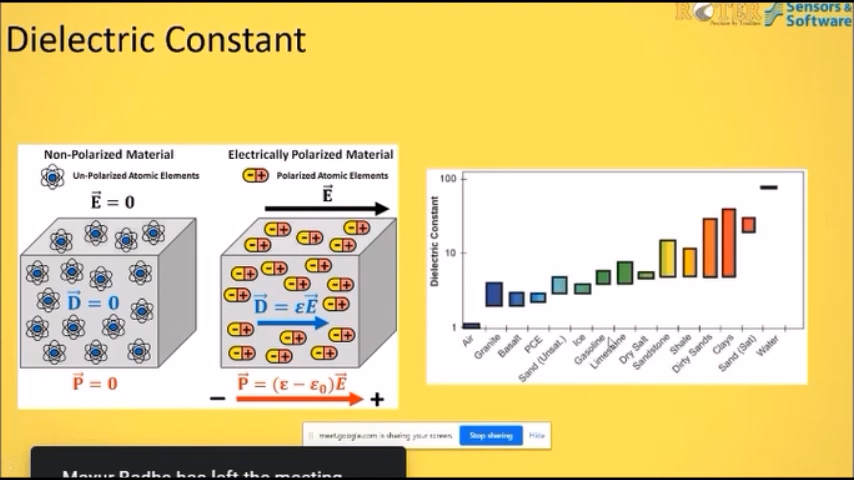 ROTER
Sensors &
Software
Dielectric Constant
Non-Polarized Material
Un-Polarized Atomic Elements
E⃗ = 0
D⃗ = 0
P⃗ = 0
Electrically Polarized Material
Polarized Atomic Elements
E⃗
D⃗ = εE⃗
P⃗ = (ε − ε₀)E⃗
− +
Dielectric Constant
100
10
1
Air
Granite
Basalt
PCE
Sand (Unsat.)
Ice
Gasoline
Limestone
Dry Salt
Sandstone
Shale
Dirty Sands
Clays
Sand (Sat)
Water
meet.google.com is sharing your screen.
Stop sharing
Hide
has left the meeting